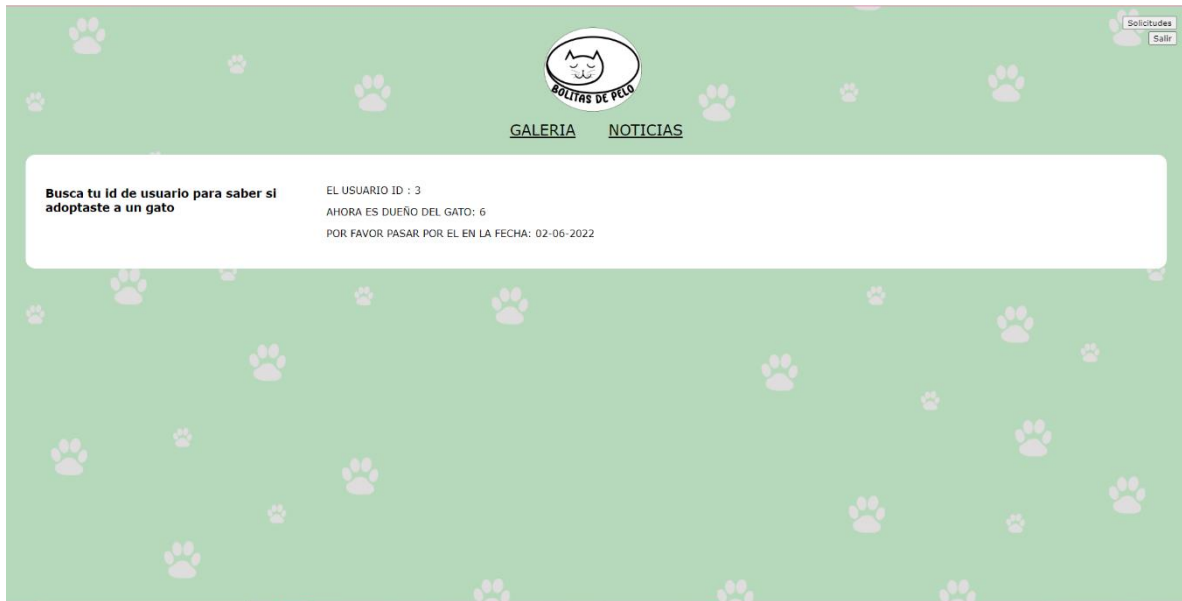 Solicitudes
Salir
BOLITAS DE PELO
GALERIA NOTICIAS
Busca tu id de usuario para saber si
adoptaste a un gato
EL USUARIO ID : 3
AHORA ES DUEÑO DEL GATO: 6
POR FAVOR PASAR POR EL EN LA FECHA: 02-06-2022